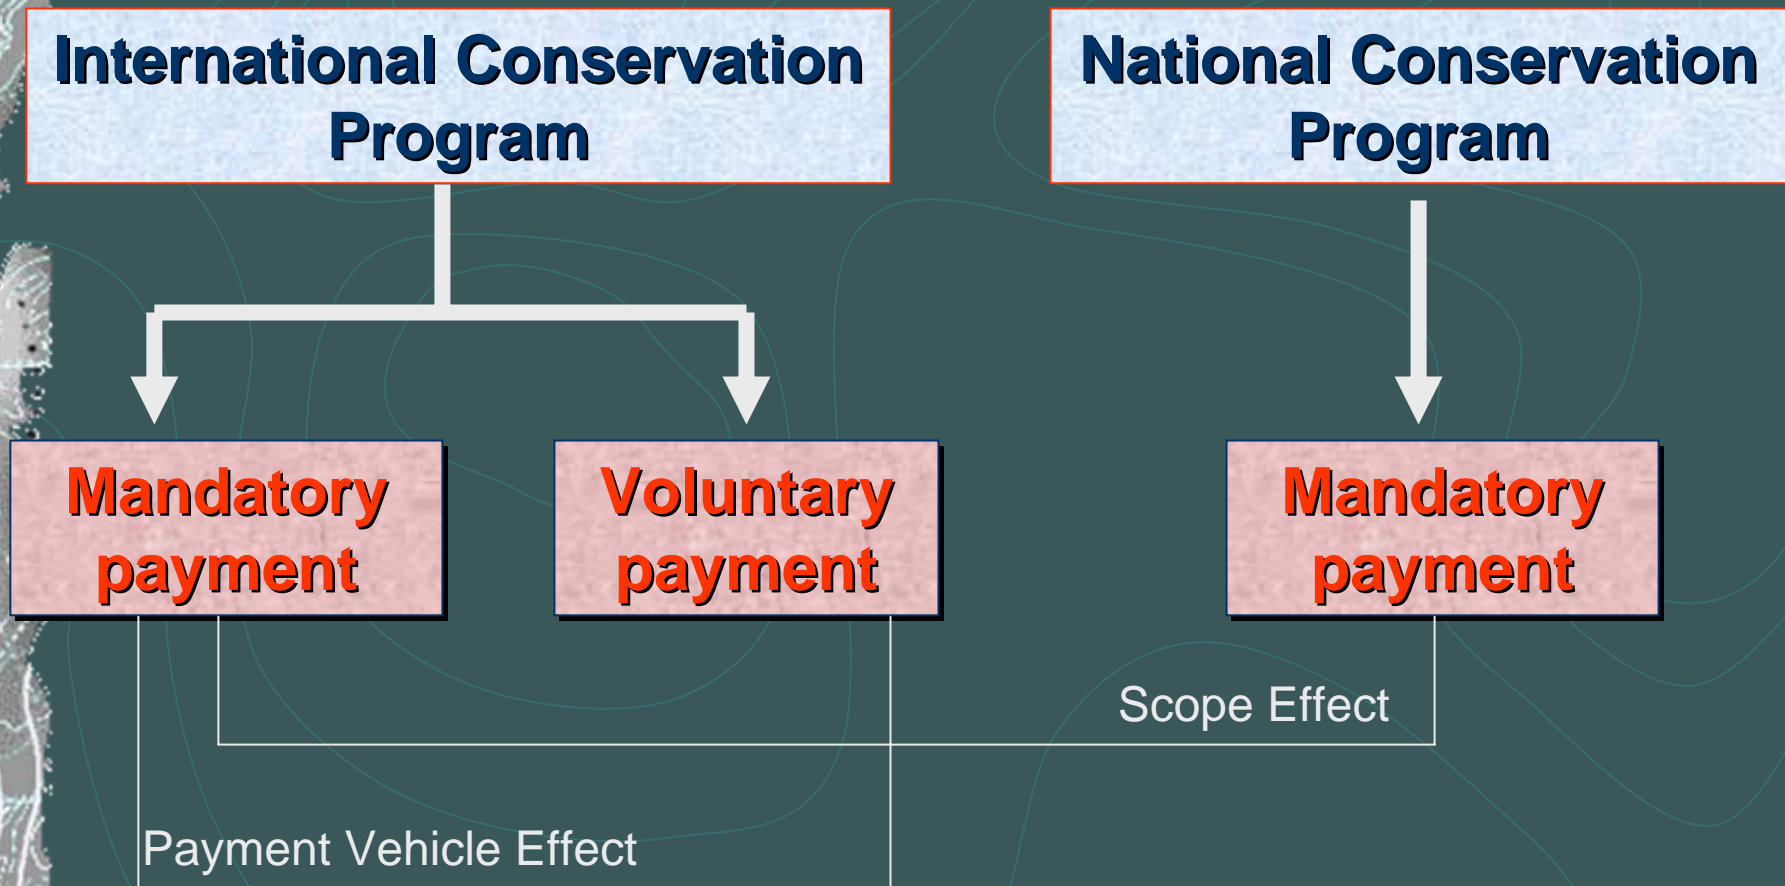 International Conservation
Program
National Conservation
Program
Mandatory
payment
Voluntary
payment
Mandatory
payment
Scope Effect
Payment Vehicle Effect